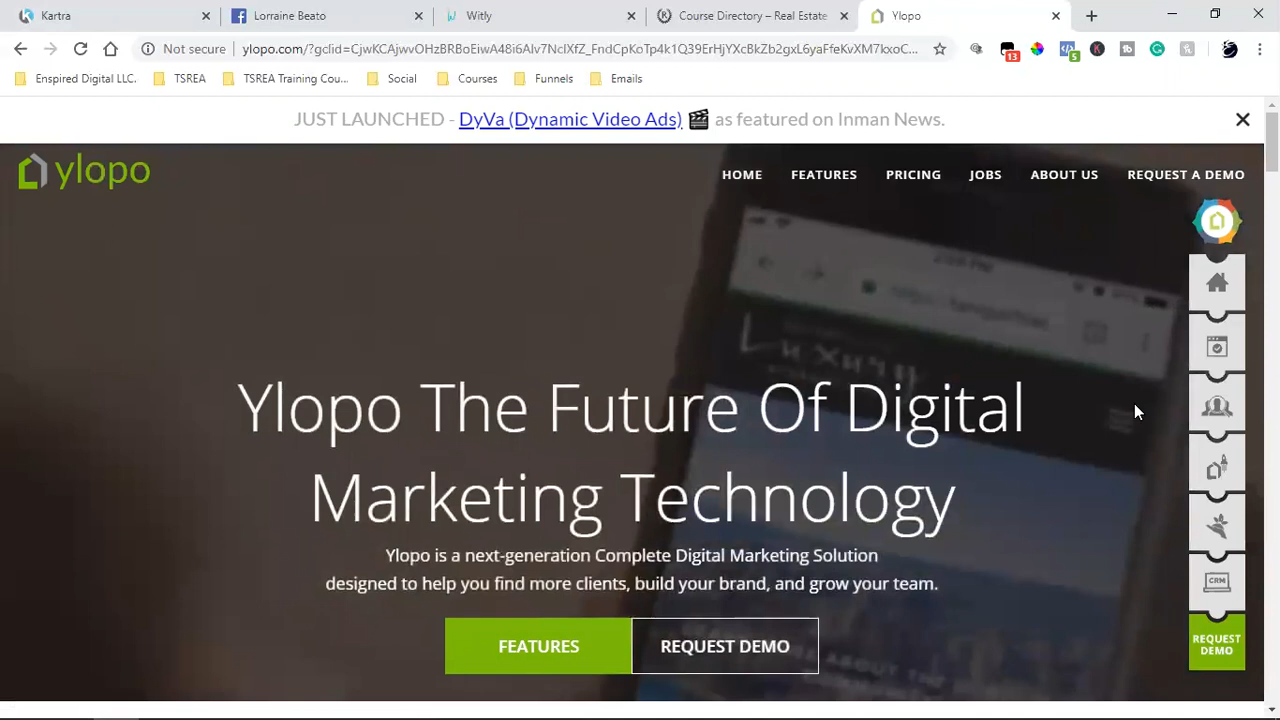 Kartra
Lorraine Beato
Witly
Course Directory – Real Estate
Ylopo
Not secure
ylopo.com/?gclid=CjwKCAjwvOHzBRBoEiwA48i6Alv7NclXfZ_FndCpKoTp4k1Q39ErHjYXcBkZb2gxL6yaFfeKvXM7kxoC...
13
5
Enspired Digital LLC.
TSREA
TSREA Training Cou...
Social
Courses
Funnels
Emails
JUST LAUNCHED - DyVa (Dynamic Video Ads) 🎬 as featured on Inman News.
ylopo
HOME
FEATURES
PRICING
JOBS
ABOUT US
REQUEST A DEMO
Ylopo The Future Of Digital
Marketing Technology
Ylopo is a next-generation Complete Digital Marketing Solution
designed to help you find more clients, build your brand, and grow your team.
FEATURES
REQUEST DEMO
CRM
REQUEST
DEMO